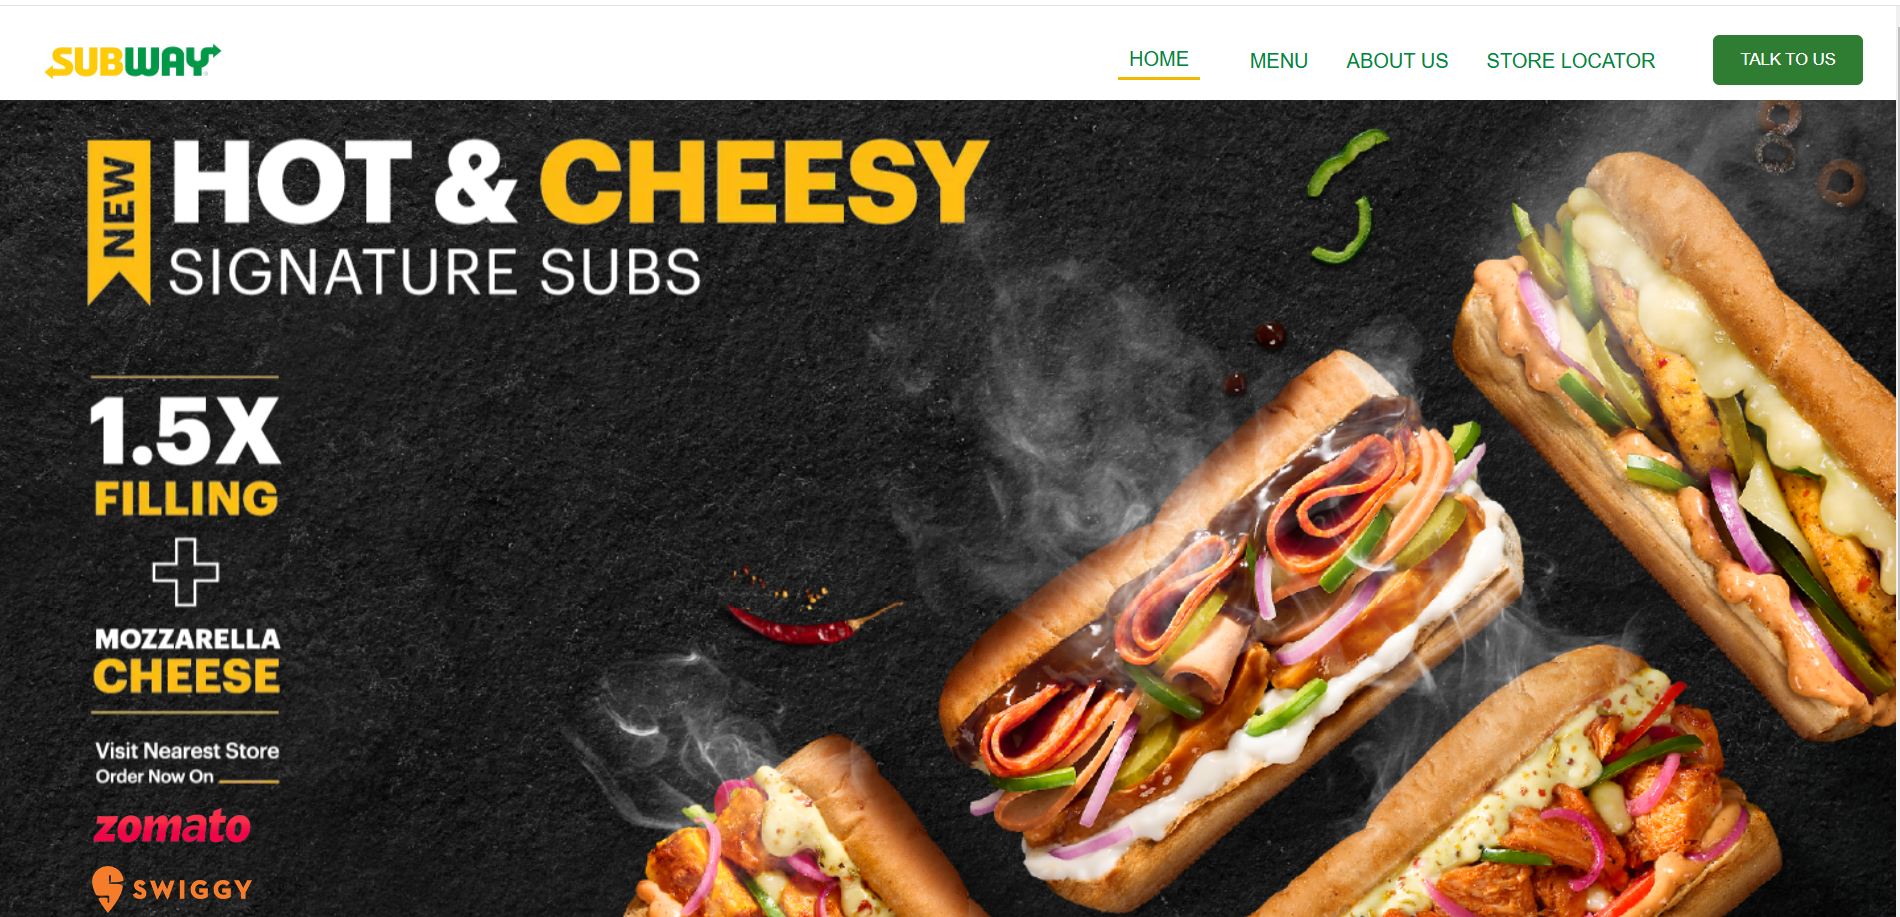 SUBWAY
HOME
MENU
ABOUT US
STORE LOCATOR
TALK TO US
NEW
HOT & CHEESY
SIGNATURE SUBS
1.5X
FILLING
MOZZARELLA
CHEESE
Visit Nearest Store
Order Now On
zomato
SWIGGY